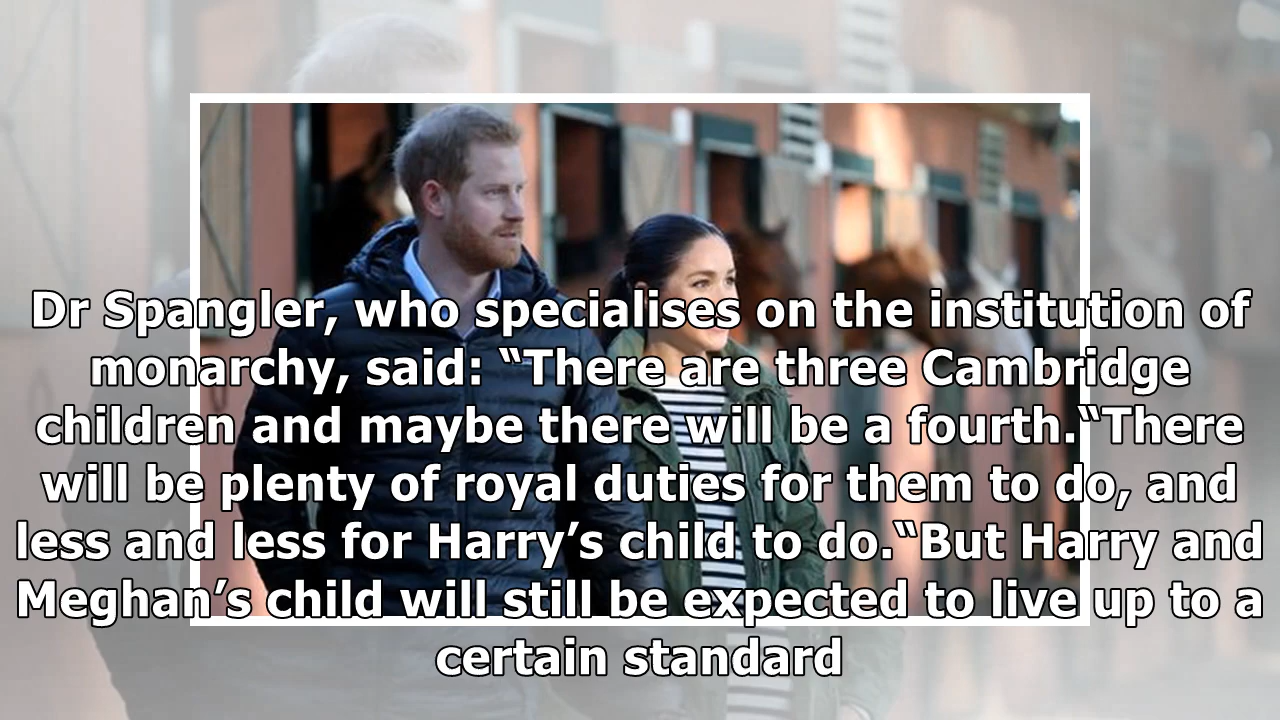 Dr Spangler, who specialises on the institution of
monarchy, said: “There are three Cambridge
children and maybe there will be a fourth.“There
will be plenty of royal duties for them to do, and
less and less for Harry’s child to do.“But Harry and
Meghan’s child will still be expected to live up to a
certain standard